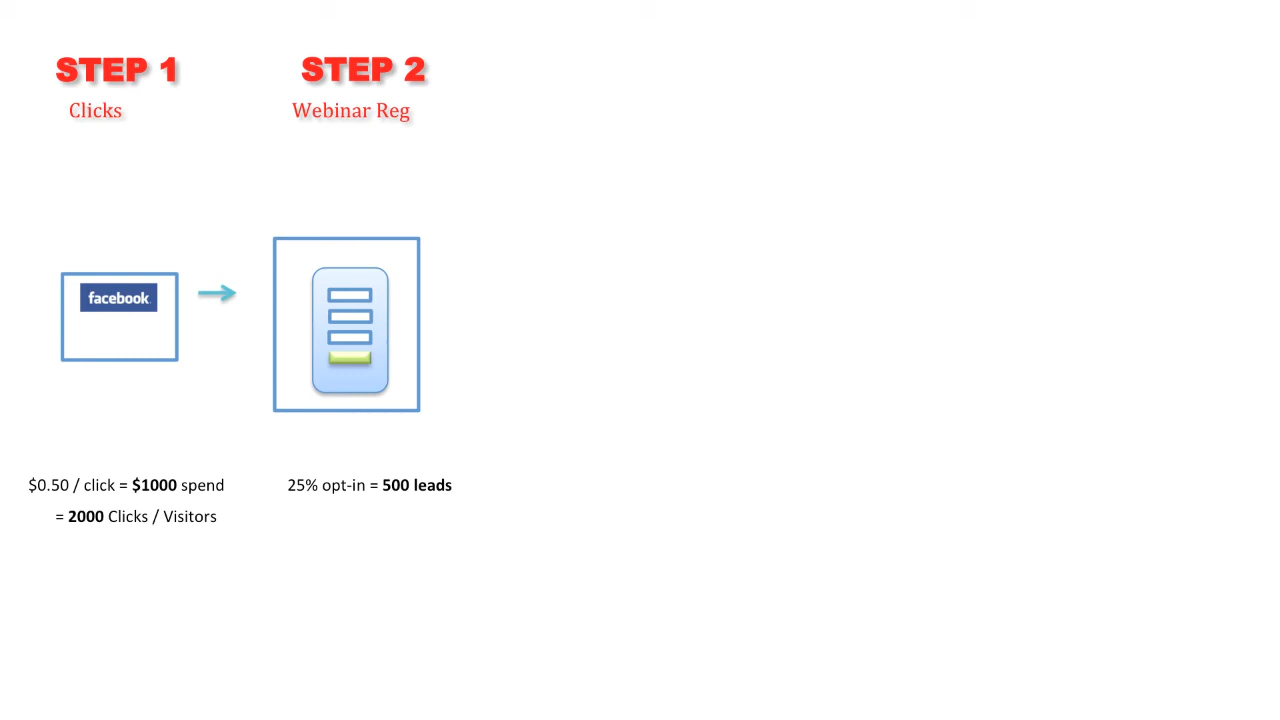 STEP 1
Clicks
STEP 2
Webinar Reg
facebook
$0.50 / click = $1000 spend
= 2000 Clicks / Visitors
25% opt-in = 500 leads